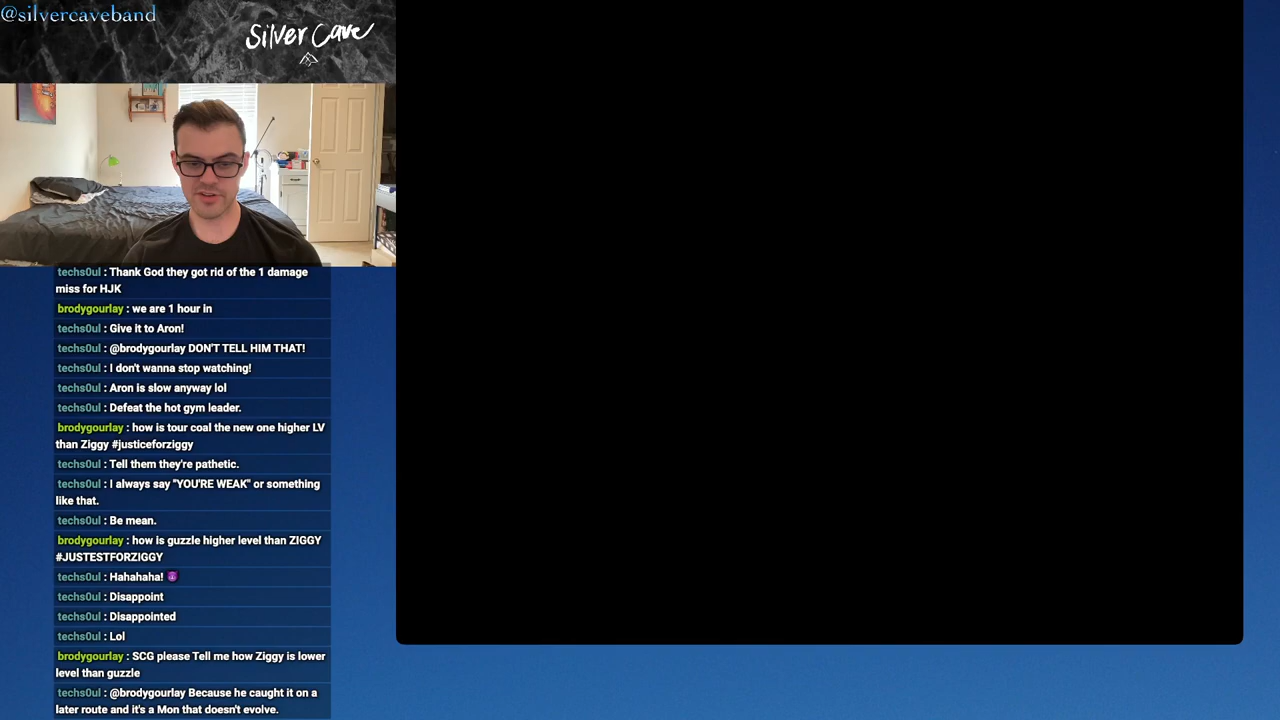 @silvercaveband
Silver Cave
techs0ul : Thank God they got rid of the 1 damage
miss for HJK
brodygourlay : we are 1 hour in
techs0ul : Give it to Aron!
techs0ul : @brodygourlay DON'T TELL HIM THAT!
techs0ul : I don't wanna stop watching!
techs0ul : Aron is slow anyway lol
techs0ul : Defeat the hot gym leader.
brodygourlay : how is tour coal the new one higher LV
than Ziggy #justiceforziggy
techs0ul : Tell them they're pathetic.
techs0ul : I always say "YOU'RE WEAK" or something
like that.
techs0ul : Be mean.
brodygourlay : how is guzzle higher level than ZIGGY
#JUSTESTFORZIGGY
techs0ul : Hahahaha! 😈
techs0ul : Disappoint
techs0ul : Disappointed
techs0ul : Lol
brodygourlay : SCG please Tell me how Ziggy is lower
level than guzzle
techs0ul : @brodygourlay Because he caught it on a
later route and it's a Mon that doesn't evolve.